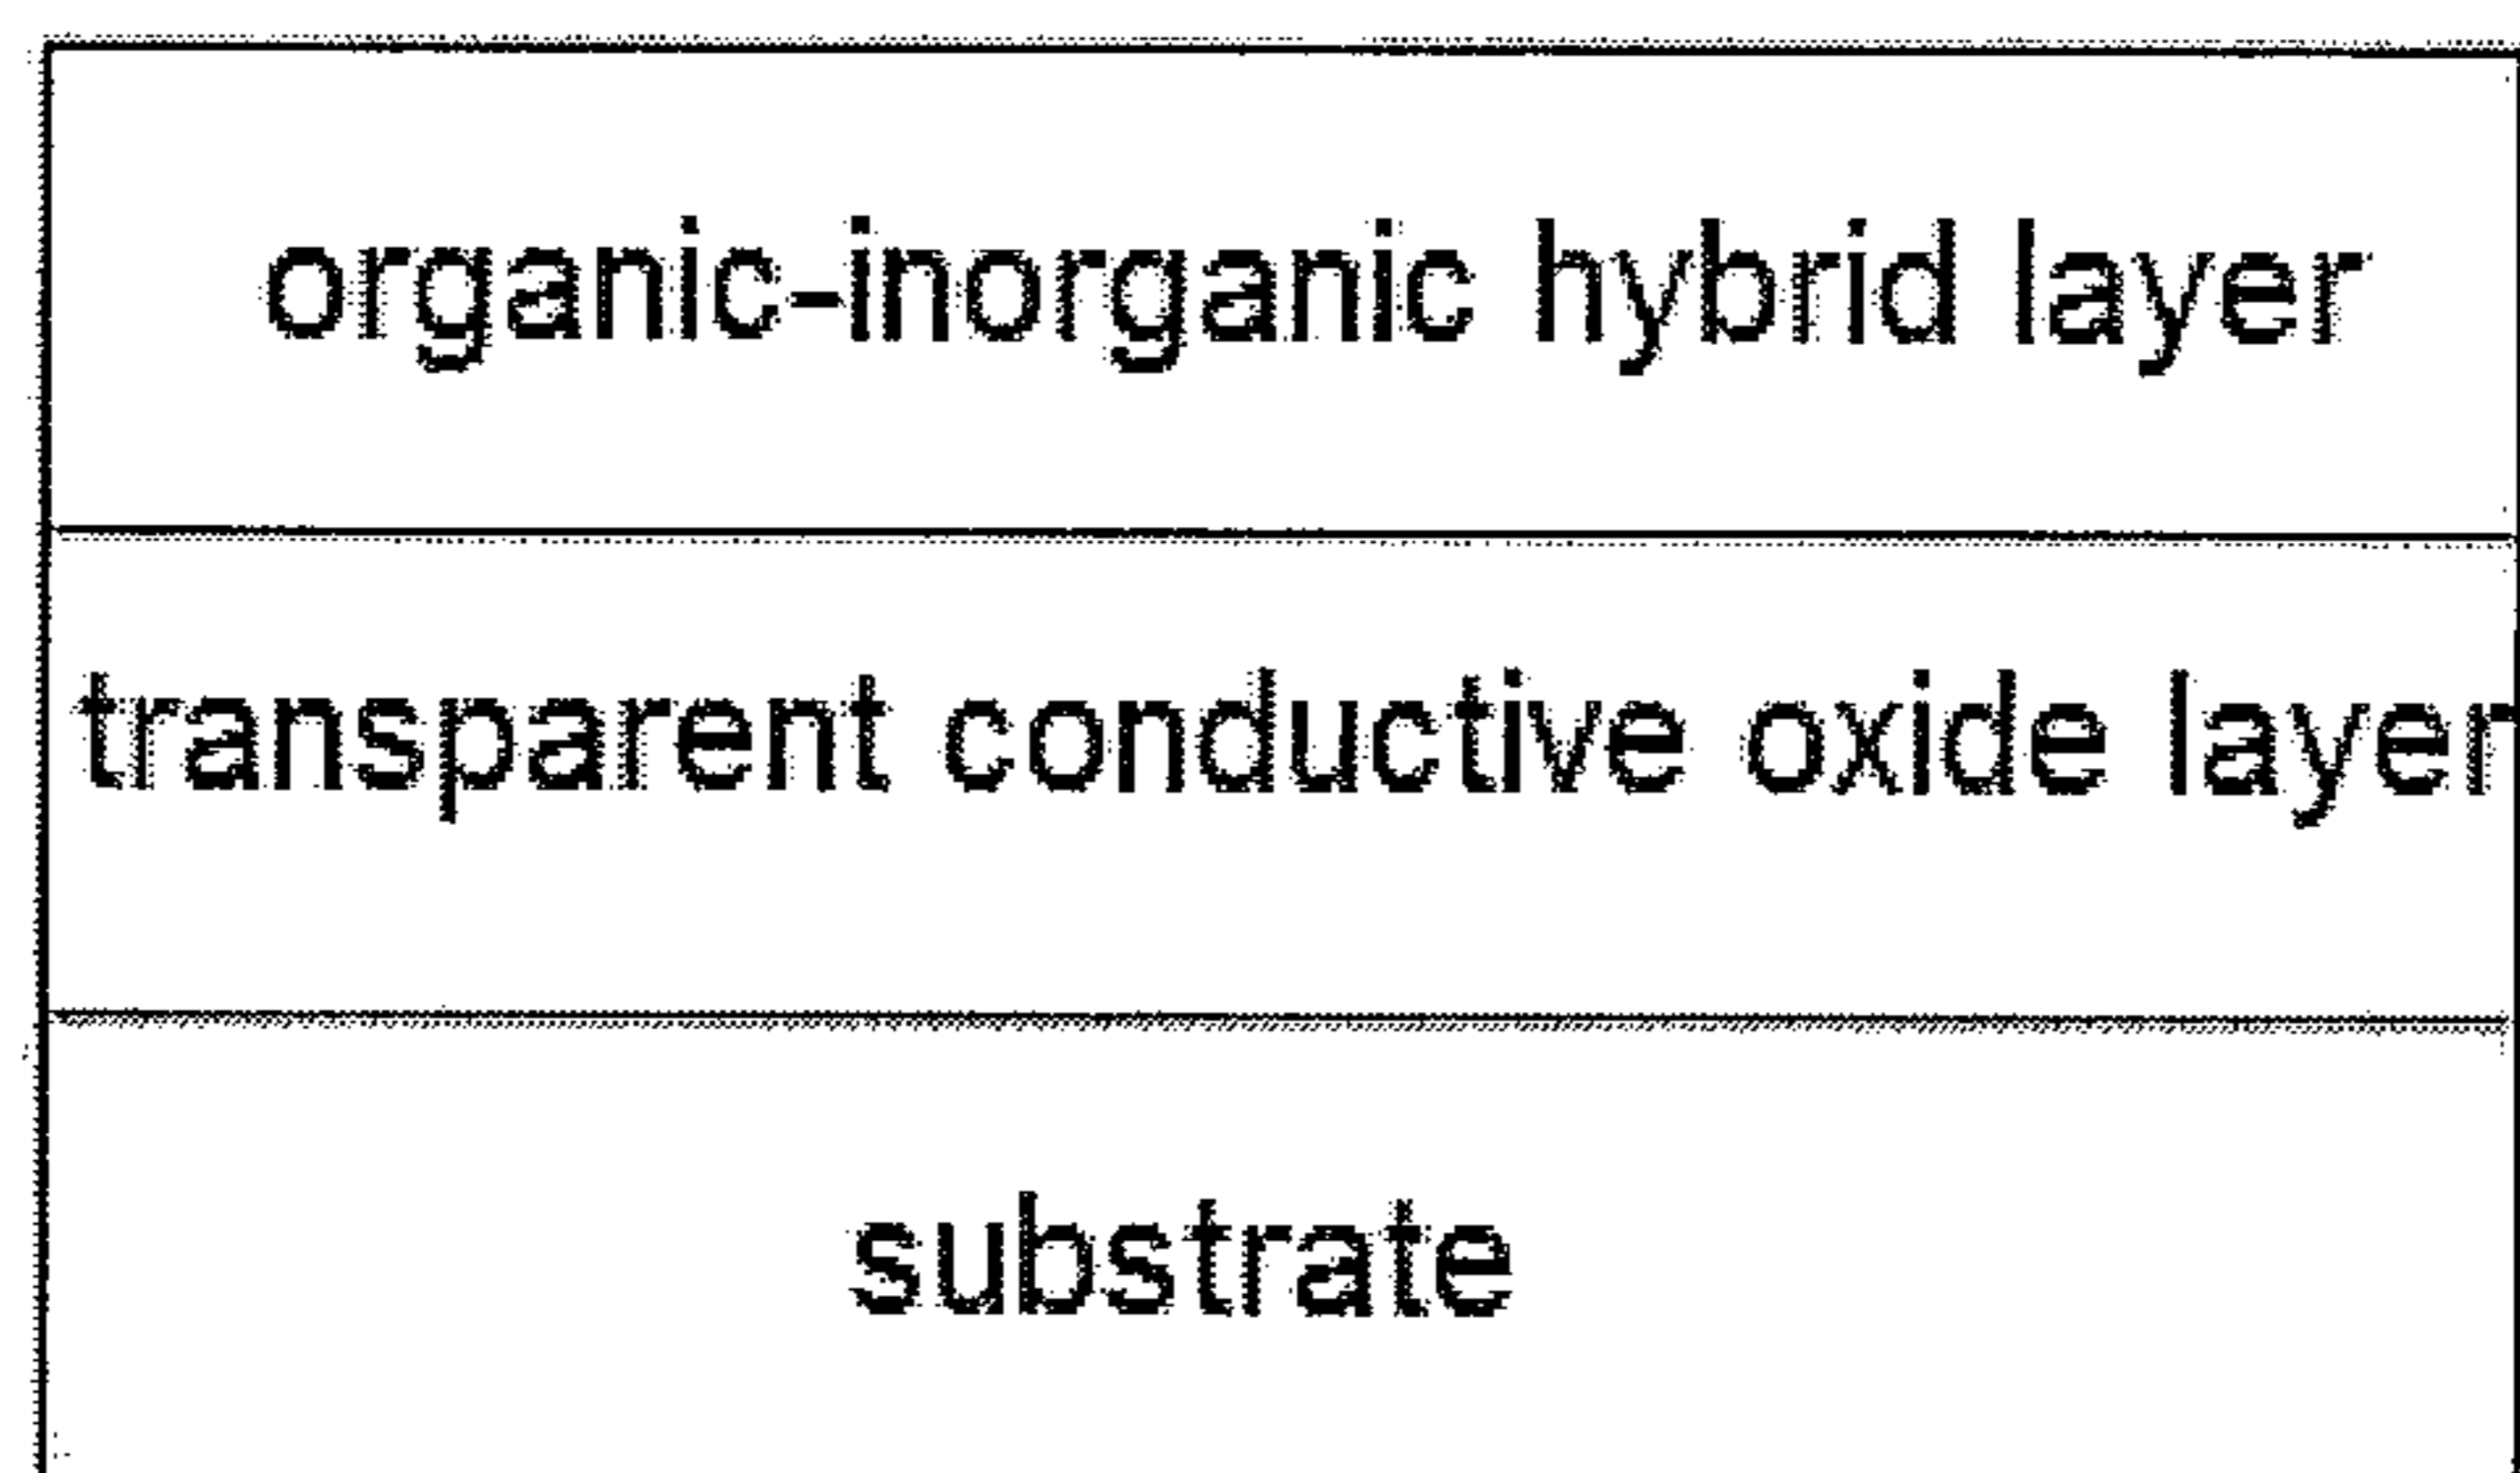 organic-inorganic hybrid layer
transparent conductive oxide layer
substrate